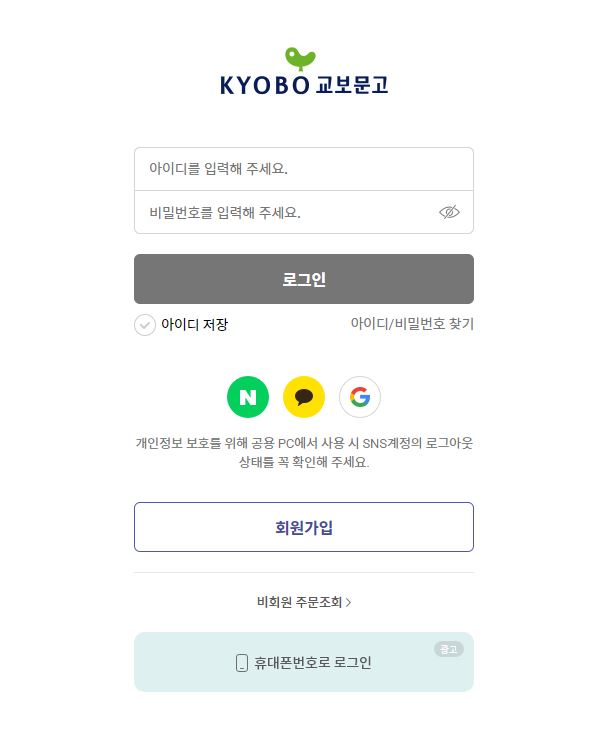 KYOBO 교보문고
아이디를 입력해 주세요.
비밀번호를 입력해 주세요.
로그인
아이디 저장
아이디/비밀번호 찾기
개인정보 보호를 위해 공용 PC에서 사용 시 SNS계정의 로그아웃
상태를 꼭 확인해 주세요.
회원가입
비회원 주문조회
광고
휴대폰번호로 로그인